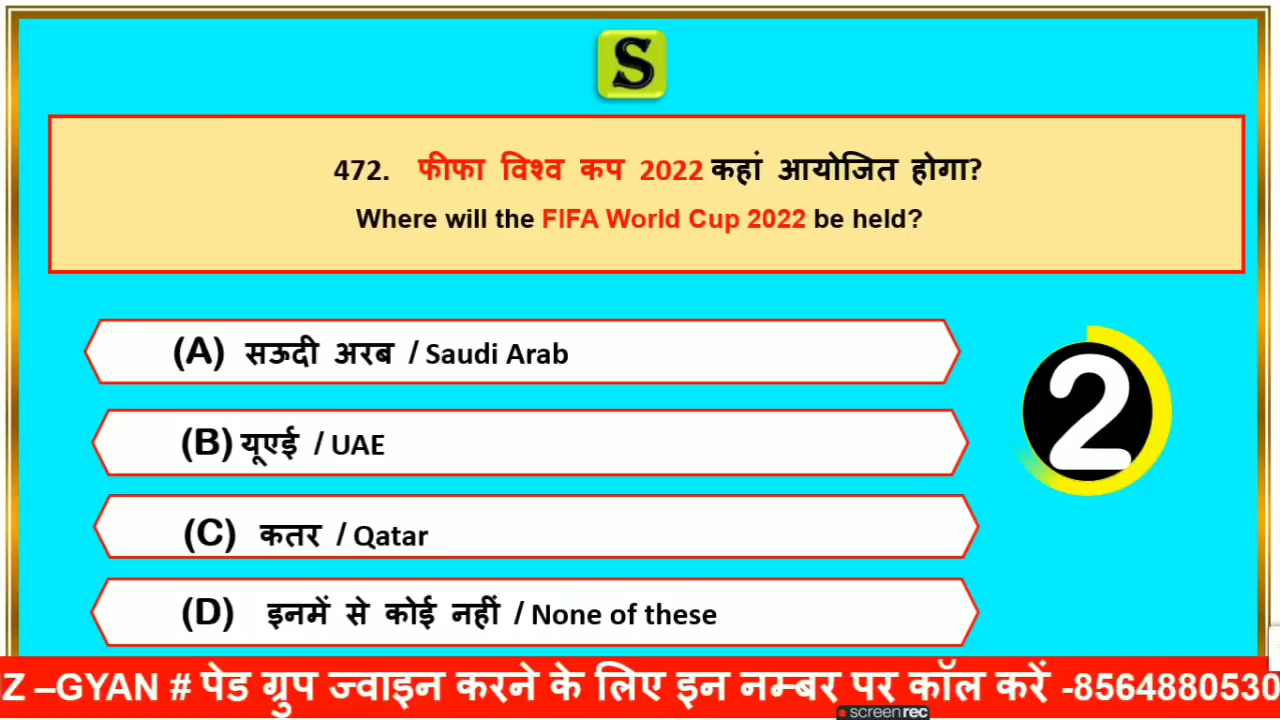 S
472. फीफा विश्व कप 2022 कहां आयोजित होगा?
Where will the FIFA World Cup 2022 be held?
(A) सऊदी अरब / Saudi Arab
(B) यूएई / UAE
2
(C) कतर / Qatar
(D) इनमें से कोई नहीं / None of these
IZ –GYAN # पेड ग्रुप ज्वाइन करने के लिए इन नम्बर पर कॉल करें -8564880530
screenrec